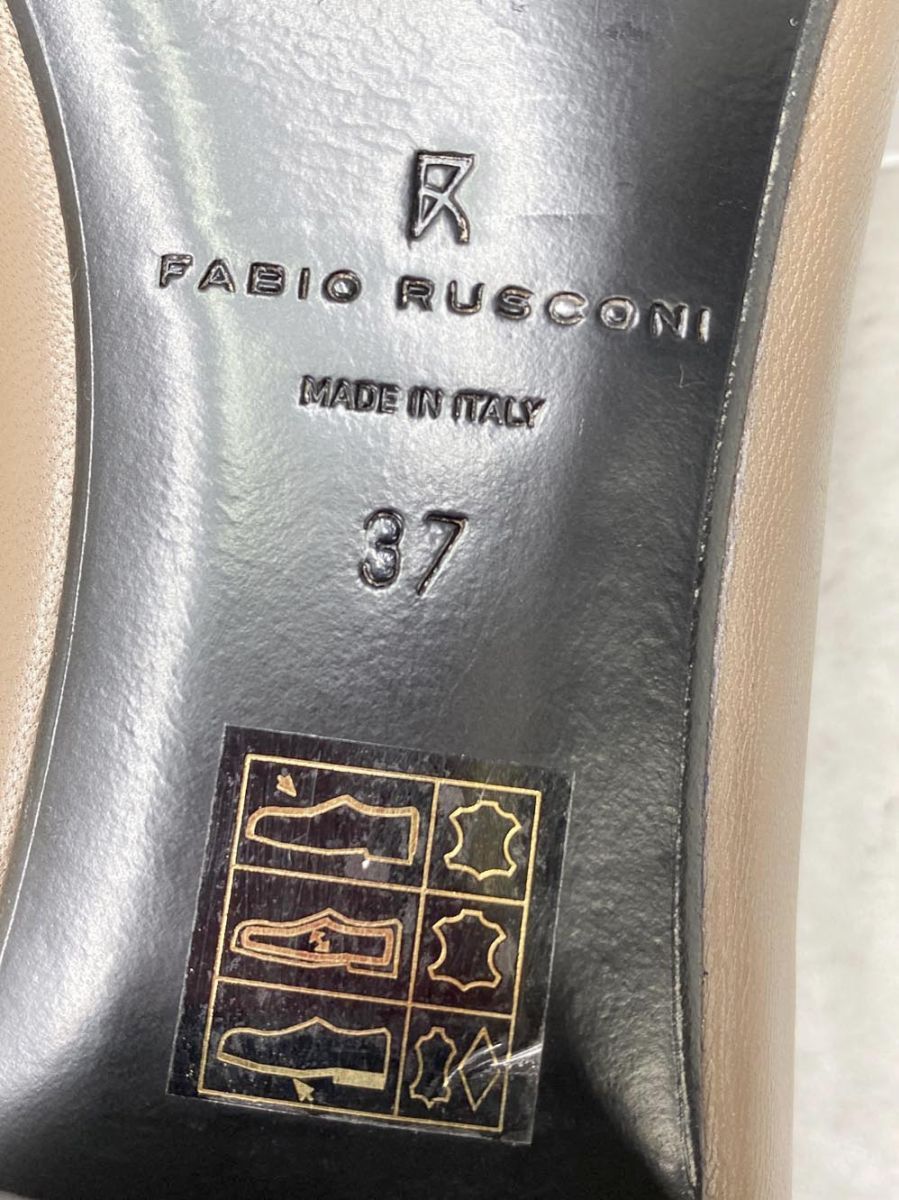 FABIO RUSCONI
MADE IN ITALY
37